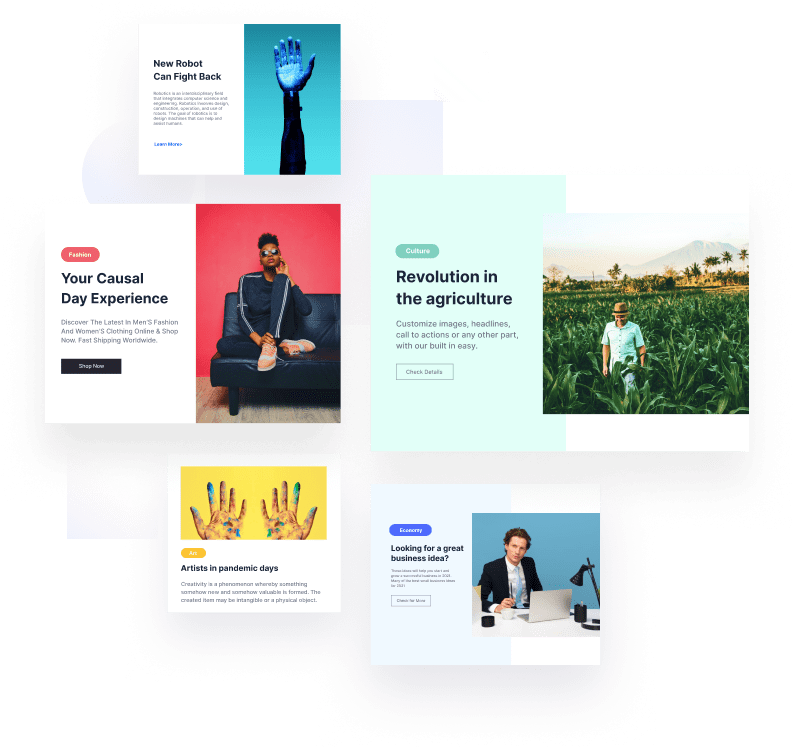 New Robot
Can Fight Back
Robotics is an interdisciplinary field
that integrates computer science and
engineering. Robotics involves design,
construction, operation, and use of
robots. The goal of robotics is to
design machines that can help and
assist humans.
Learn More>
Fashion
Your Causal
Day Experience
Discover The Latest In Men'S Fashion
And Women'S Clothing Online & Shop
Now. Fast Shipping Worldwide.
Shop Now
Culture
Revolution in
the agriculture
Customize images, headlines,
call to actions or any other part,
with our built in easy.
Check Details
Art
Artists in pandemic days
Creativity is a phenomenon whereby something
somehow new and somehow valuable is formed. The
created item may be intangible or a physical object.
Economy
Looking for a great
business idea?
These ideas will help you start and
grow a successful business in 2021
Many of the best small business ideas
for 2021
Check for More